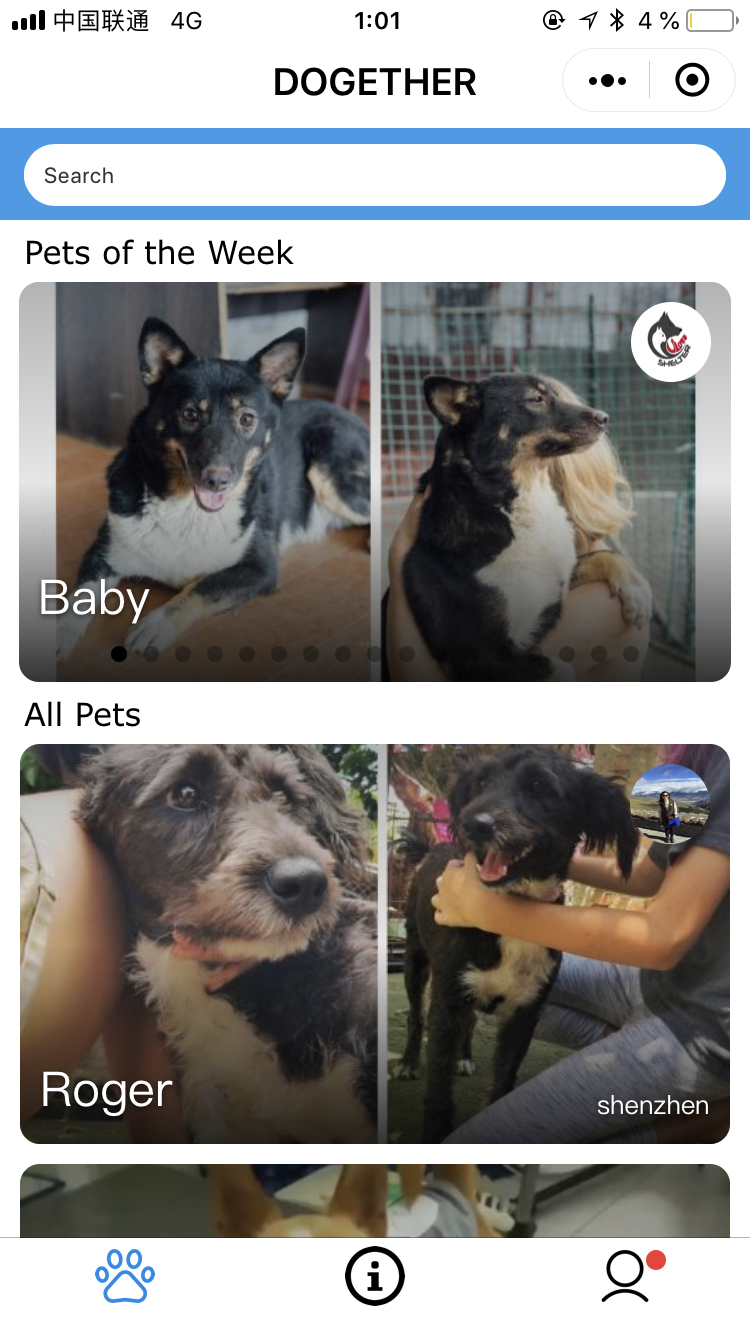 中国联通 4G 1:01 4 %
DOGETHER
Search
Pets of the Week
SHELTER
Baby
All Pets
Roger
shenzhen